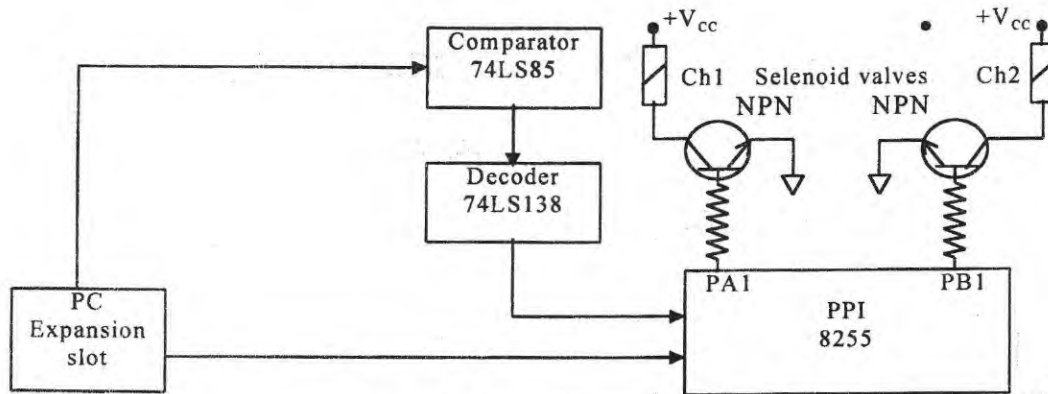 +Vcc
+Vcc
Comparator
74LS85
Ch1
Selenoid valves
Ch2
NPN
NPN
Decoder
74LS138
PA1
PB1
PC
Expansion
slot
PPI
8255